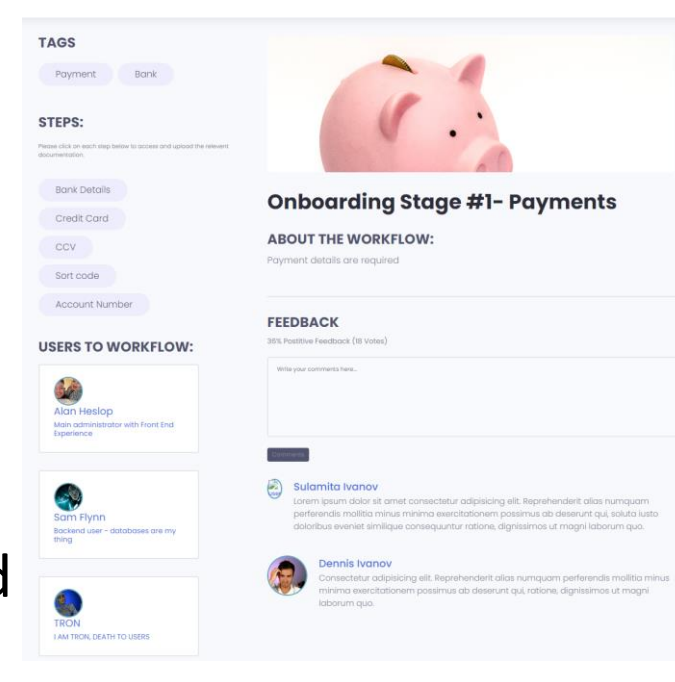 TAGS
Payment
Bank
STEPS:
Please click on each step below to access and upload the relevent
documentation.
Bank Details
Credit Card
CCV
Sort code
Account Number
USERS TO WORKFLOW:
Alan Heslop
Main administrator with Front End
Experience
Sam Flynn
Backend user - databases are my
thing
TRON
I AM TRON, DEATH TO USERS
d
Onboarding Stage #1- Payments
ABOUT THE WORKFLOW:
Payment details are required
FEEDBACK
36% Postitive Feedback (18 Votes)
Write your comments here...
Comments
Sulamita Ivanov
Lorem ipsum dolor sit amet consectetur adipisicing elit. Reprehenderit alias numquam
perferendis mollitia minus minima exercitationem possimus ab deserunt qui, soluta iusto
doloribus eveniet similique consequuntur ratione, dignissimos ut magni laborum quo.
Dennis Ivanov
Consectetur adipisicing elit. Reprehenderit alias numquam perferendis mollitia minus
minima exercitationem possimus ab deserunt qui, ratione, dignissimos ut magni
laborum quo.